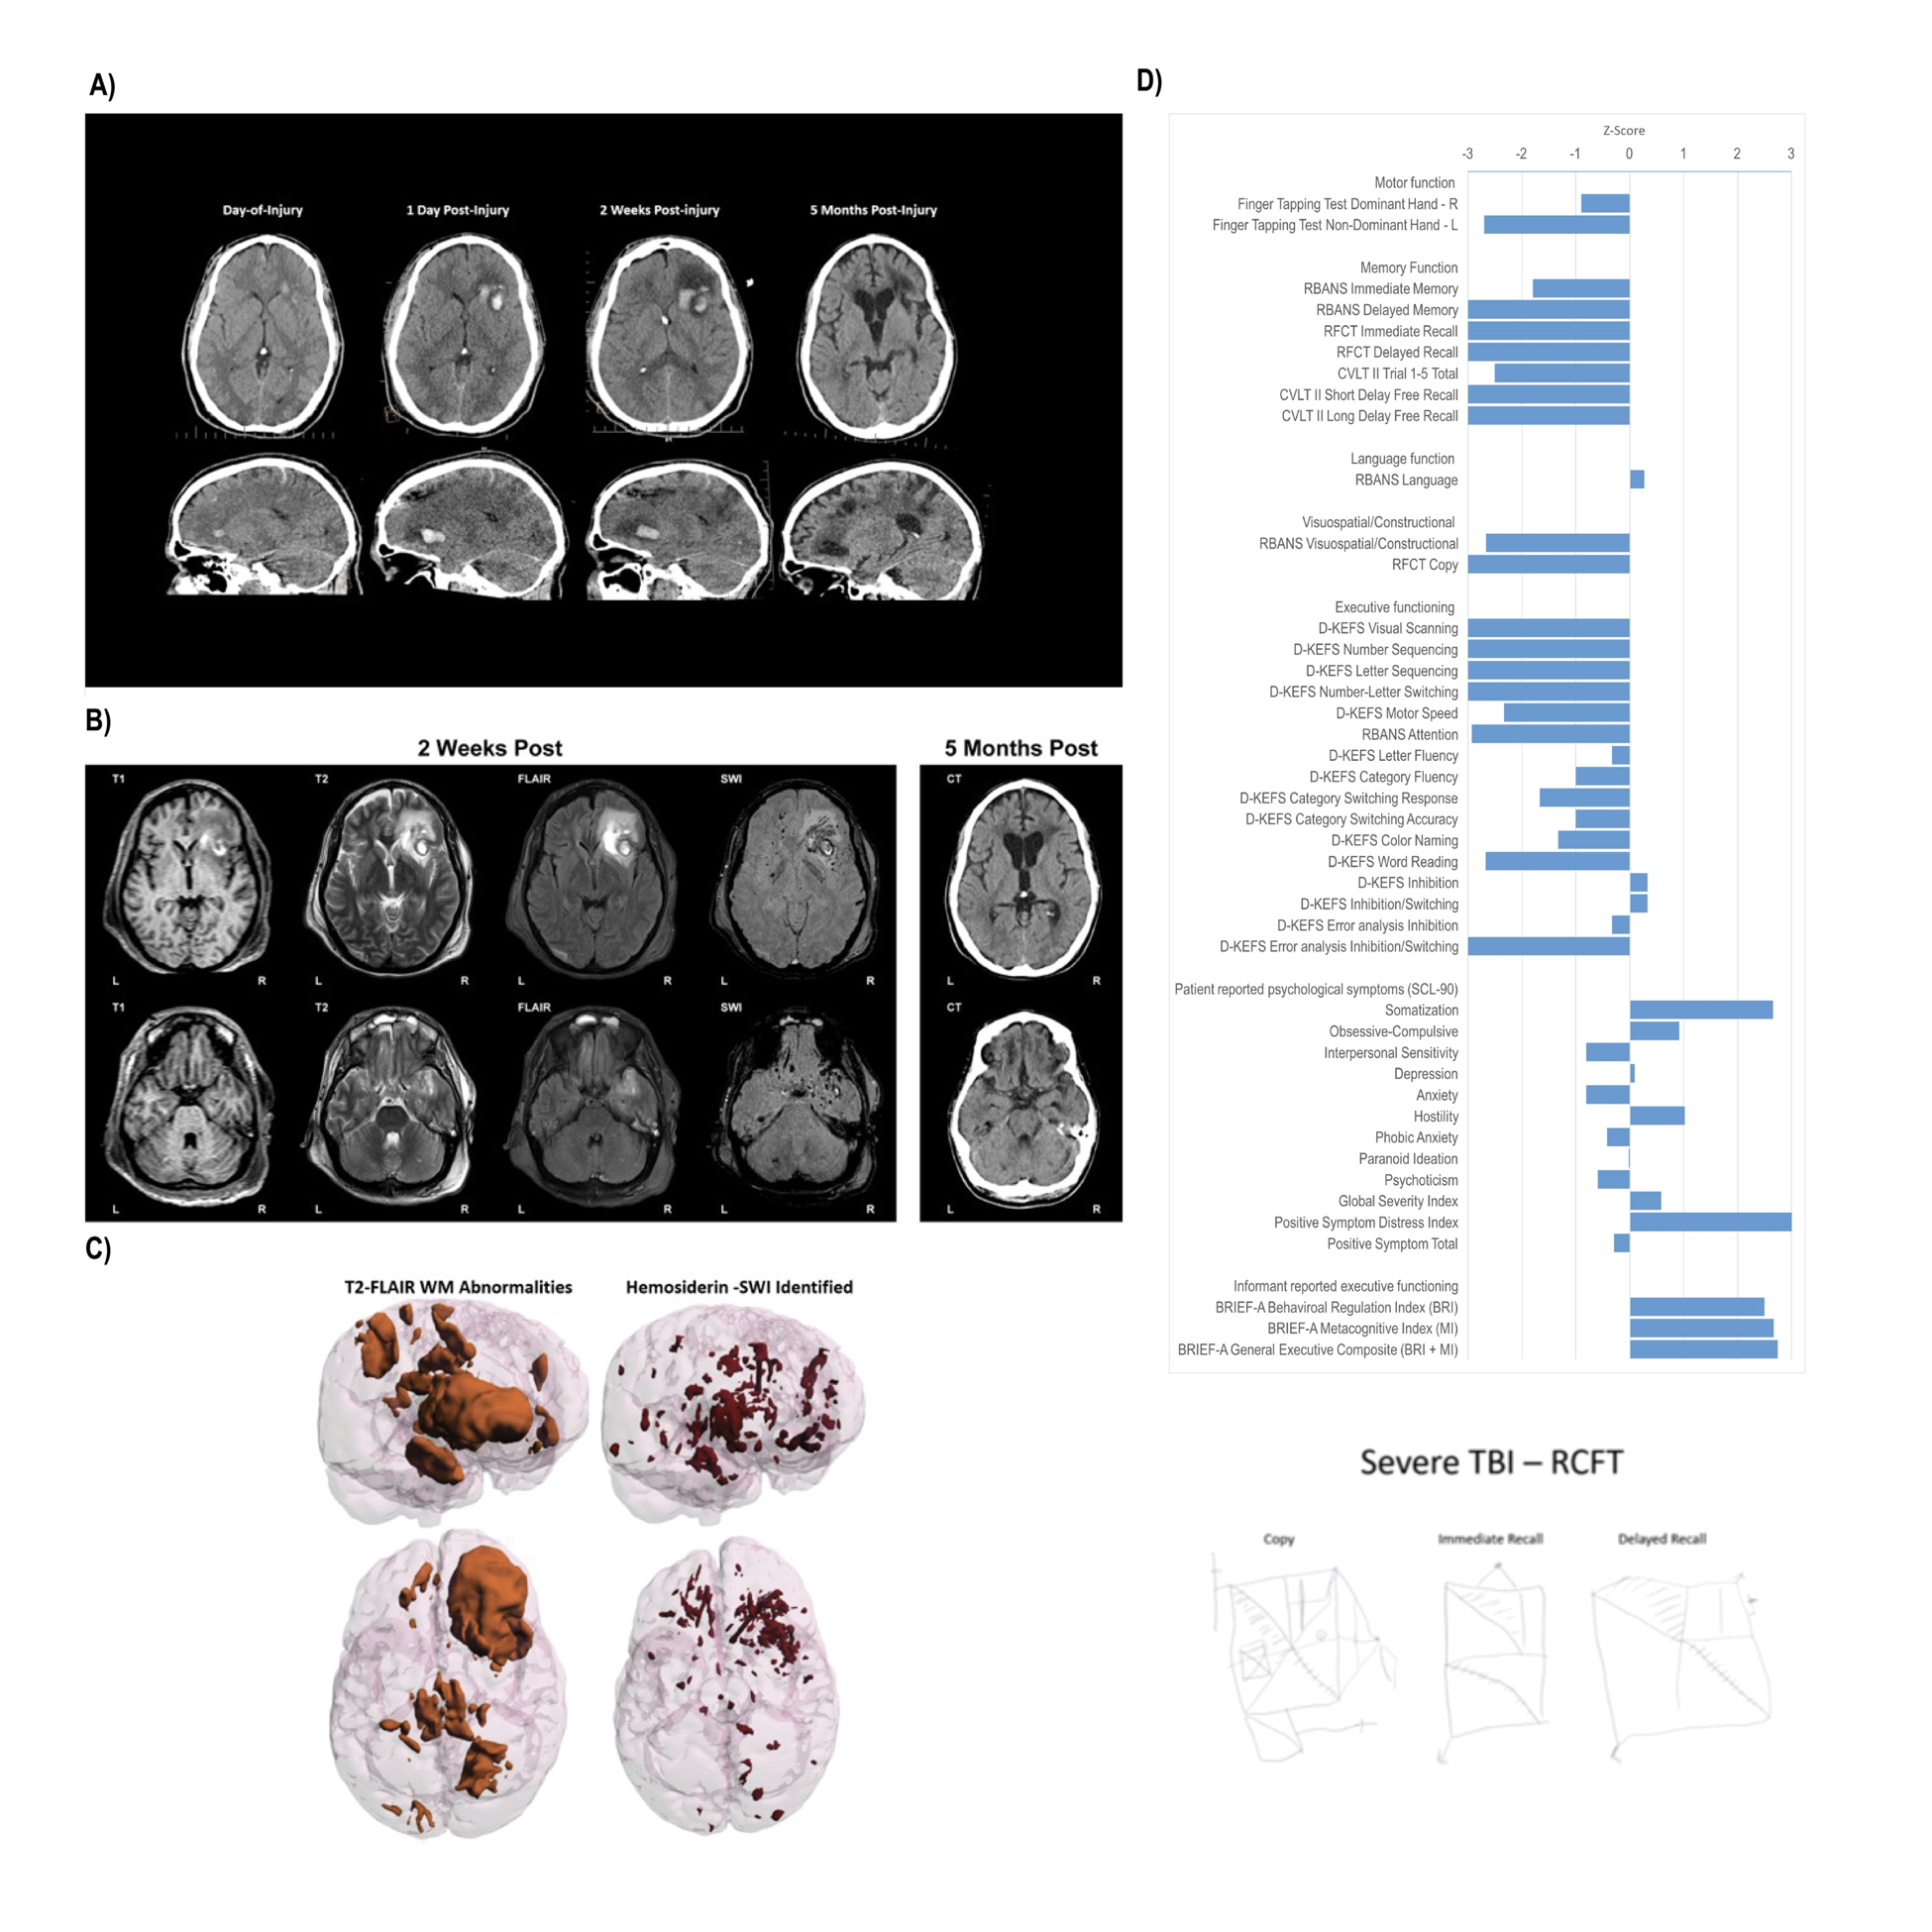 A)
Day-of-Injury
1 Day Post-Injury
2 Weeks Post-injury
5 Months Post-Injury
B)
2 Weeks Post
5 Months Post
T1
T2
FLAIR
SWI
CT
L R
L R
L R
L R
L R
T1
T2
FLAIR
SWI
CT
L R
L R
L R
L R
L R
C)
T2-FLAIR WM Abnormalities
Hemosiderin -SWI Identified
D)
Z-Score
-3 -2 -1 0 1 2 3
Motor function
Finger Tapping Test Dominant Hand - R
Finger Tapping Test Non-Dominant Hand - L
Memory Function
RBANS Immediate Memory
RBANS Delayed Memory
RFCT Immediate Recall
RFCT Delayed Recall
CVLT II Trial 1-5 Total
CVLT II Short Delay Free Recall
CVLT II Long Delay Free Recall
Language function
RBANS Language
Visuospatial/Constructional
RBANS Visuospatial/Constructional
RFCT Copy
Executive functioning
D-KEFS Visual Scanning
D-KEFS Number Sequencing
D-KEFS Letter Sequencing
D-KEFS Number-Letter Switching
D-KEFS Motor Speed
RBANS Attention
D-KEFS Letter Fluency
D-KEFS Category Fluency
D-KEFS Category Switching Response
D-KEFS Category Switching Accuracy
D-KEFS Color Naming
D-KEFS Word Reading
D-KEFS Inhibition
D-KEFS Inhibition/Switching
D-KEFS Error analysis Inhibition
D-KEFS Error analysis Inhibition/Switching
Patient reported psychological symptoms (SCL-90)
Somatization
Obsessive-Compulsive
Interpersonal Sensitivity
Depression
Anxiety
Hostility
Phobic Anxiety
Paranoid Ideation
Psychoticism
Global Severity Index
Positive Symptom Distress Index
Positive Symptom Total
Informant reported executive functioning
BRIEF-A Behaviroal Regulation Index (BRI)
BRIEF-A Metacognitive Index (MI)
BRIEF-A General Executive Composite (BRI + MI)
Severe TBI – RCFT
Copy
Immediate Recall
Delayed Recall